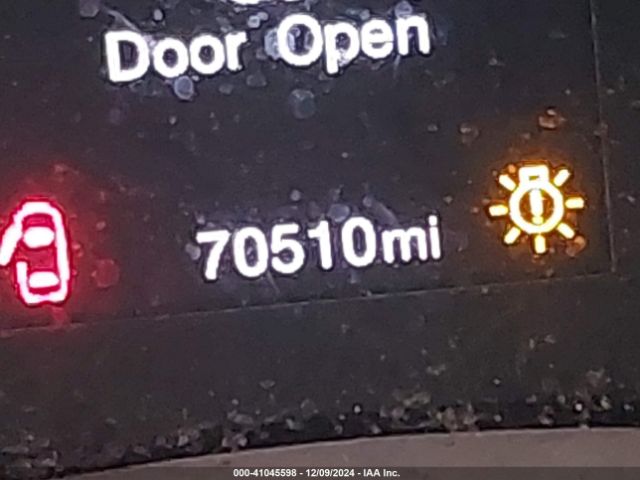 Door Open
70510mi
000-41045598 - 12/09/2024 - IAA Inc.